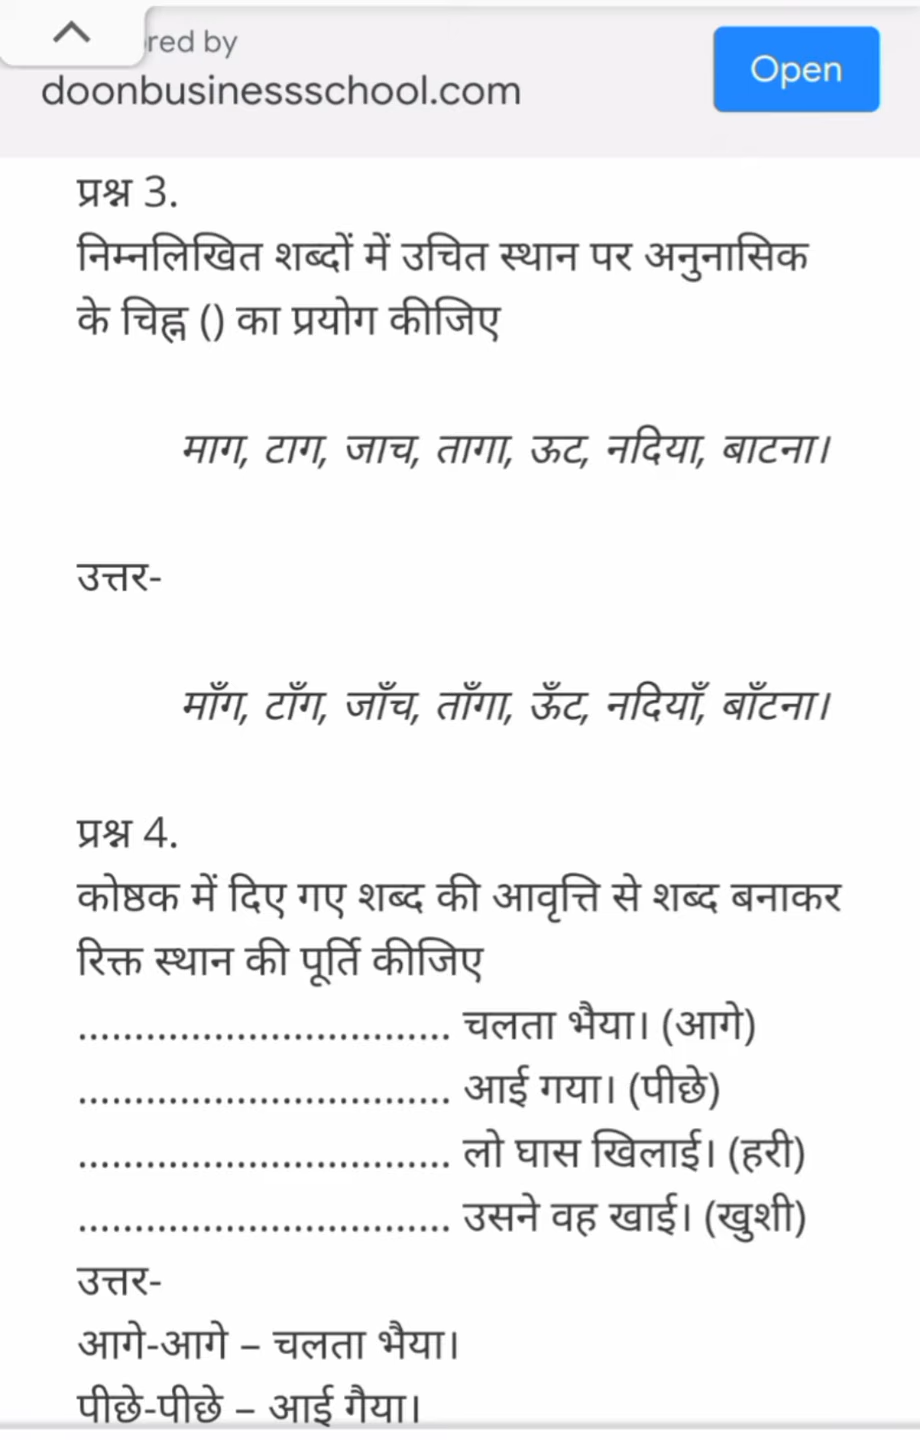 red by
doonbusinessschool.com
Open
प्रश्न 3.
निम्नलिखित शब्दों में उचित स्थान पर अनुनासिक
के चिह्न () का प्रयोग कीजिए
माग, टाग, जाच, तागा, ऊट, नदिया, बाटना।
उत्तर-
माँग, टाँग, जाँच, ताँगा, ऊँट, नदियाँ, बाँटना।
प्रश्न 4.
कोष्ठक में दिए गए शब्द की आवृत्ति से शब्द बनाकर
रिक्त स्थान की पूर्ति कीजिए
................................. चलता भैया। (आगे)
................................. आई गया। (पीछे)
................................. लो घास खिलाई। (हरी)
................................. उसने वह खाई। (खुशी)
उत्तर-
आगे-आगे – चलता भैया।
पीछे-पीछे – आई गैया।